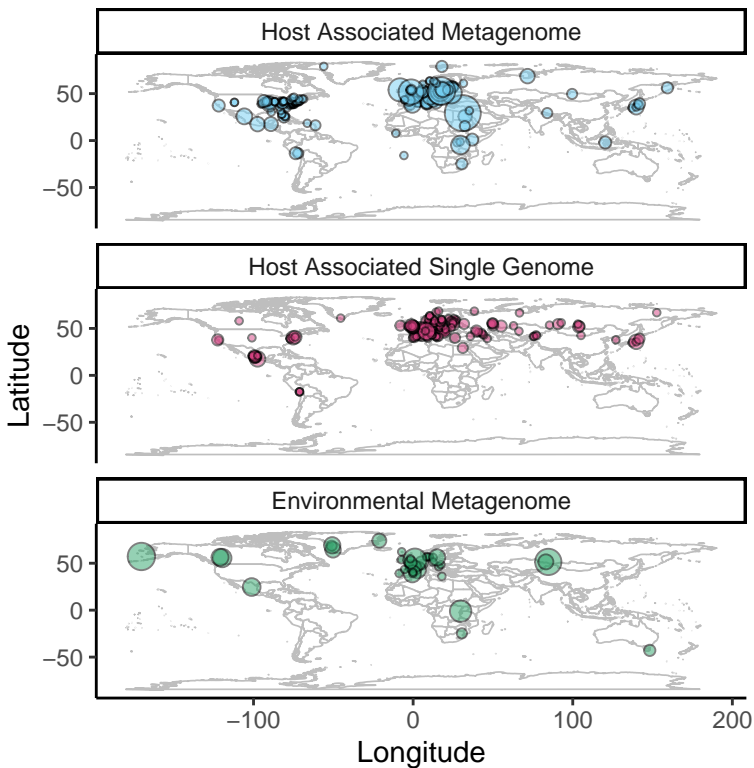 Host Associated Metagenome
50
0
−50
Host Associated Single Genome
50
0
−50
Latitude
Environmental Metagenome
50
0
−50
−100 0 100 200
Longitude